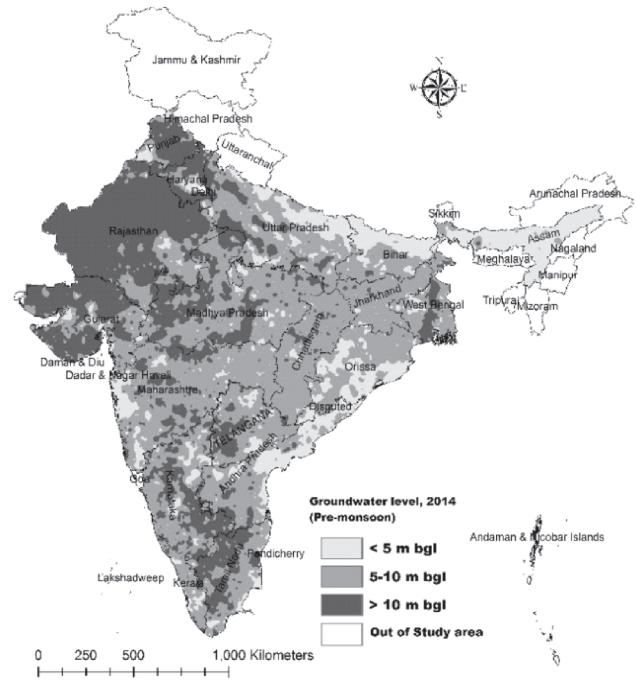 Jammu & Kashmir
Himachal Pradesh
Punjab
Uttaranchal
Haryana
Delhi
N
W
E
S
Arunachal Pradesh
Sikkim
Rajasthan
Uttar Pradesh
Assam
Nagaland
Bihar
Meghalaya
Manipur
Jharkhand
Tripura
Mizoram
West Bengal
Gujarat
Madhya Pradesh
Chhattisgarh
Daman & Diu
Orissa
Dadar & Nagar Haveli
Maharashtra
Disputed
TELANGANA
Andhra Pradesh
Goa
Karnataka
Groundwater level, 2014
(Pre-monsoon)
Andaman & Nicobar Islands
< 5 m bgl
Pandicherry
Lakshadweep
Kerala
Tamil Nadu
5-10 m bgl
> 10 m bgl
Out of Study area
0 250 500 1,000 Kilometers